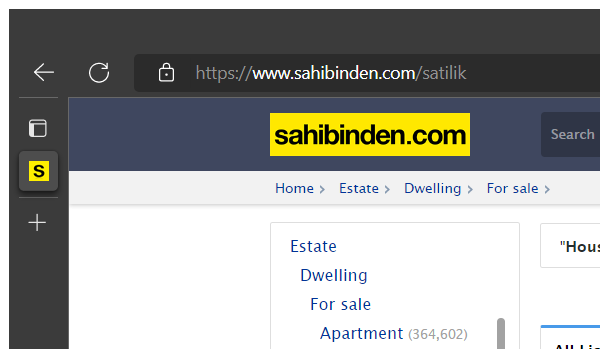 https://www.sahibinden.com/satilik
sahibinden.com
Search
S
Home > Estate > Dwelling > For sale >
Estate
"Hous
Dwelling
For sale
Apartment (364,602)